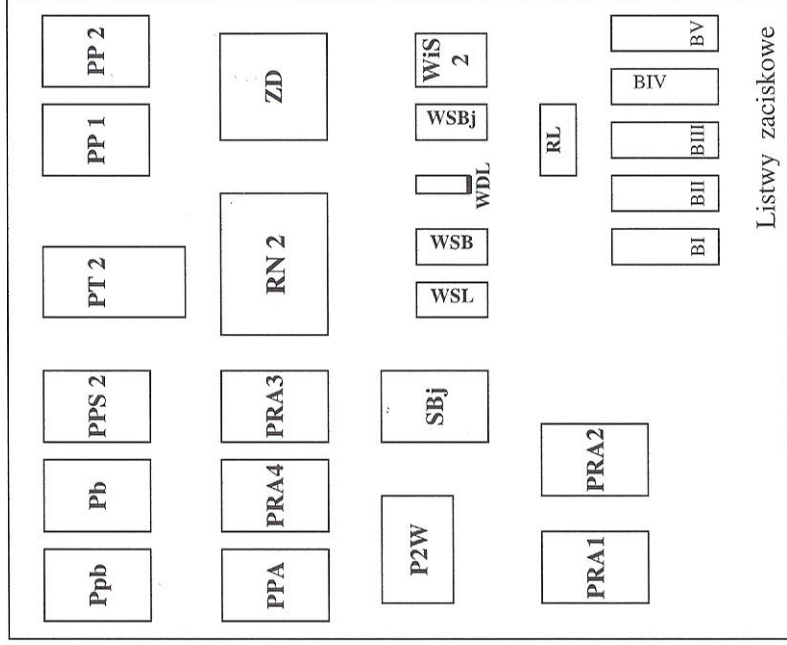 Ppb
Pb
PPS 2
PT 2
PP 1
PP 2
PPA
PRA4
PRA3
RN 2
ZD
P2W
SBj
WSL
WSB
WDL
WSBj
WiS
2
PRA1
PRA2
RL
BI
BII
BIII
BIV
BV
Listwy zaciskowe